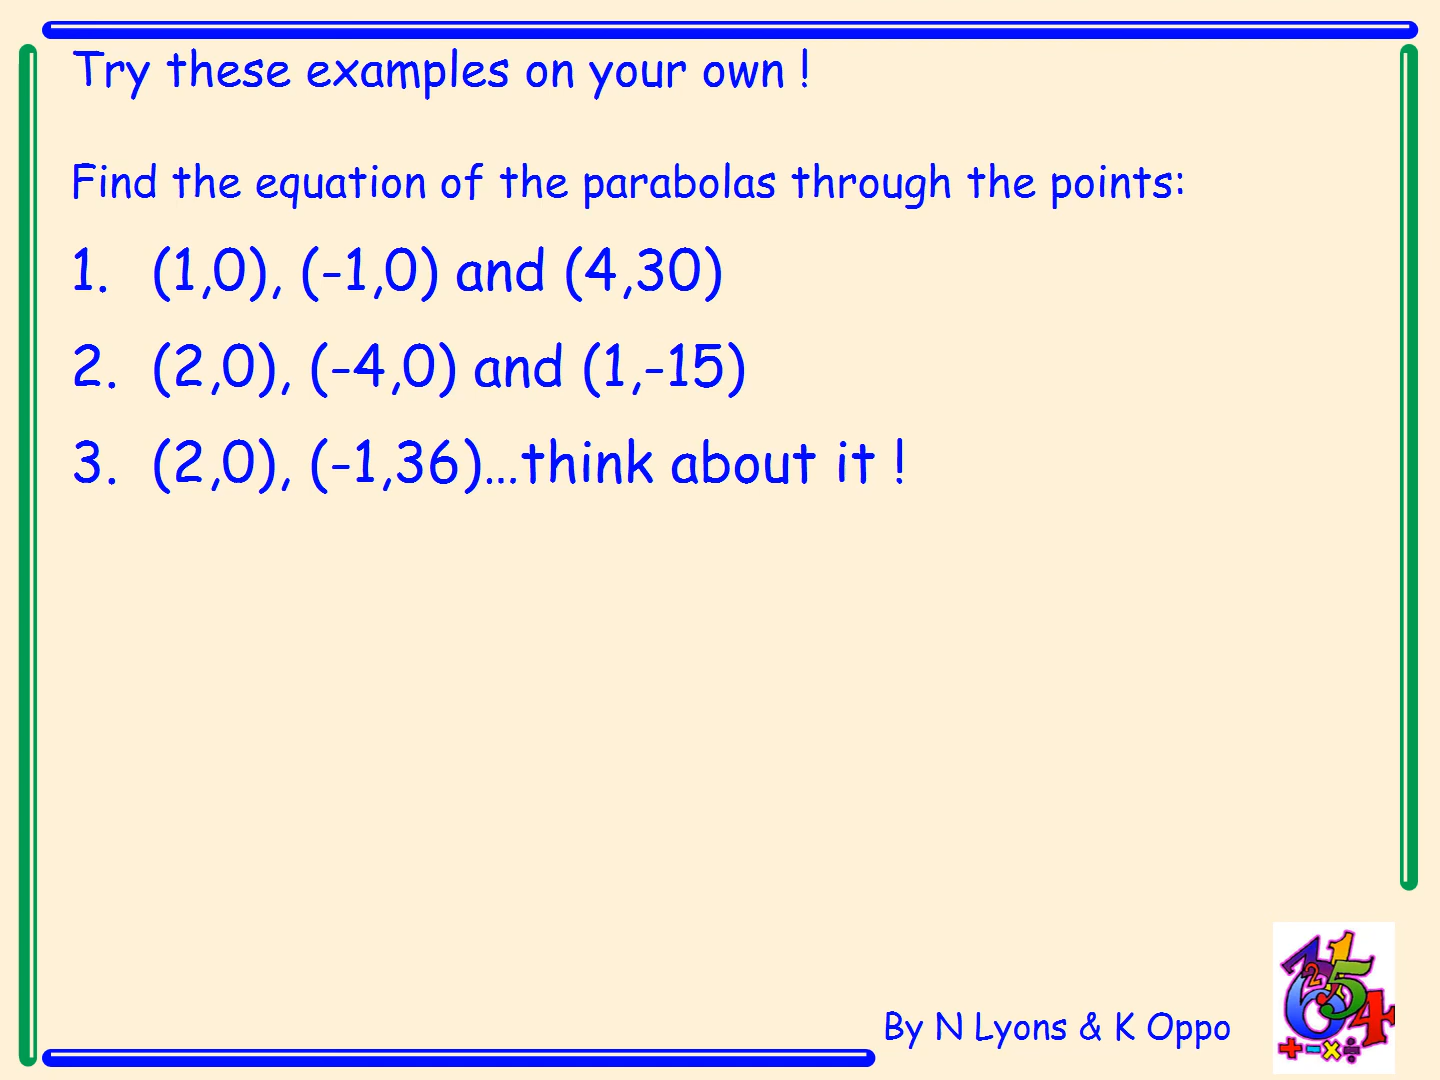 Try these examples on your own !
Find the equation of the parabolas through the points:
1. (1,0), (-1,0) and (4,30)
2. (2,0), (-4,0) and (1,-15)
3. (2,0), (-1,36)...think about it !
By N Lyons & K Oppo